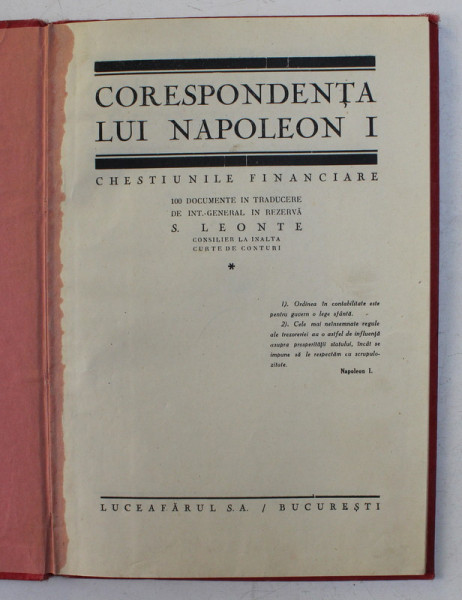 CORESPONDENȚA
LUI NAPOLEON I
CHESTIUNILE FINANCIARE
100 DOCUMENTE IN TRADUCERE
DE INT.-GENERAL IN REZERVĂ
S. LEONTE
CONSILIER LA INALTA
CURTE DE CONTURI
*
1). Ordinea în contabilitate este
pentru guvern o lege sfântă.
2). Cele mai neînsemnate regule
ale trezoreriei au o astfel de influență
asupra prosperității statului, încât se
impune să le respectăm cu scrupulo-
zitate.
Napoleon I.
LUCEAFĂRUL S.A. / BUCUREȘTI